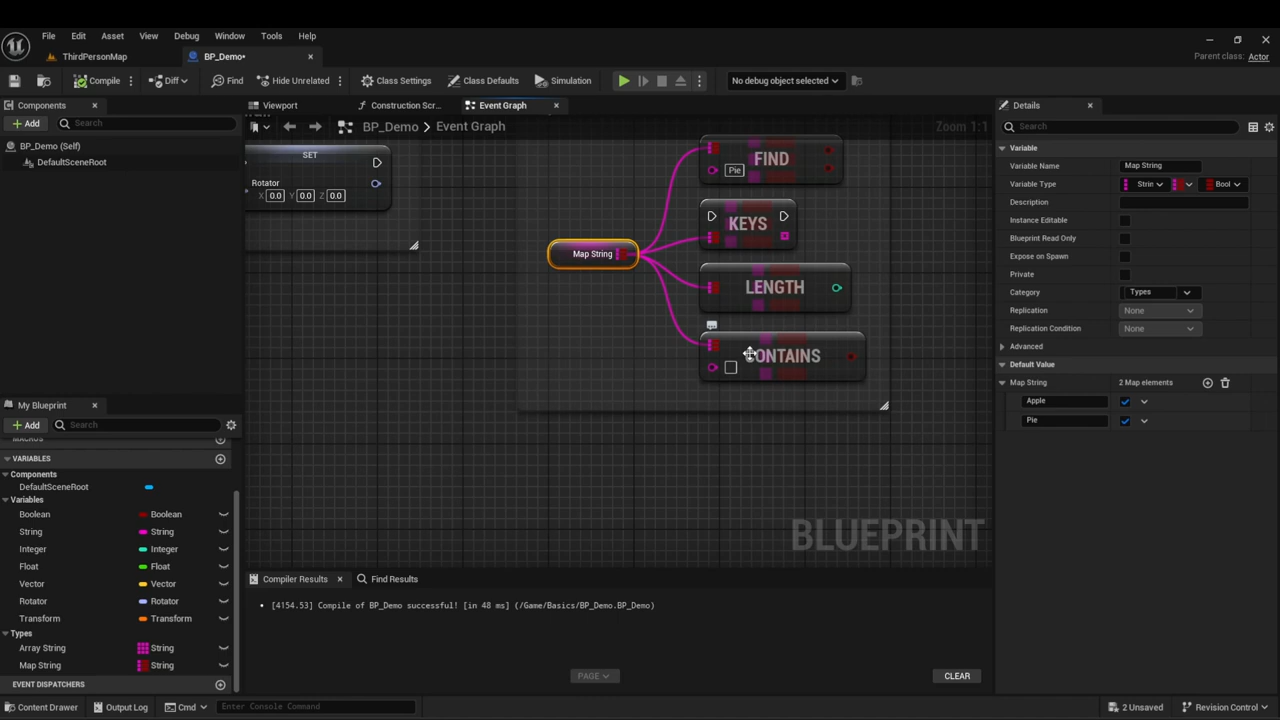 File Edit Asset View Debug Window Tools Help
ThirdPersonMap
BP_Demo•
Parent class: Actor
Compile
Diff
Find
Hide Unrelated
Class Settings
Class Defaults
Simulation
No debug object selected
Components
Viewport
Construction Scr...
Event Graph
Details
Add
Search
BP_Demo > Event Graph
Zoom 1:1
Search
BP_Demo (Self)
DefaultSceneRoot
SET
Rotator
X 0.0 Y 0.0 Z 0.0
Map String
FIND
Pie
KEYS
LENGTH
CONTAINS
BLUEPRINT
Variable
Variable Name Map String
Variable Type Strin Bool
Description
Instance Editable
Blueprint Read Only
Expose on Spawn
Private
Category Types
Replication None
Replication Condition None
Advanced
Default Value
Map String 2 Map elements
Apple
Pie
My Blueprint
Add
Search
MACROS
VARIABLES
Components
DefaultSceneRoot
Variables
Boolean Boolean
String String
Integer Integer
Float Float
Vector Vector
Rotator Rotator
Transform Transform
Types
Array String String
Map String String
EVENT DISPATCHERS
Compiler Results
Find Results
[4154.53] Compile of BP_Demo successful! [in 48 ms] (/Game/Basics/BP_Demo.BP_Demo)
PAGE
CLEAR
Content Drawer
Output Log
Cmd
Enter Console Command
2 Unsaved
Revision Control